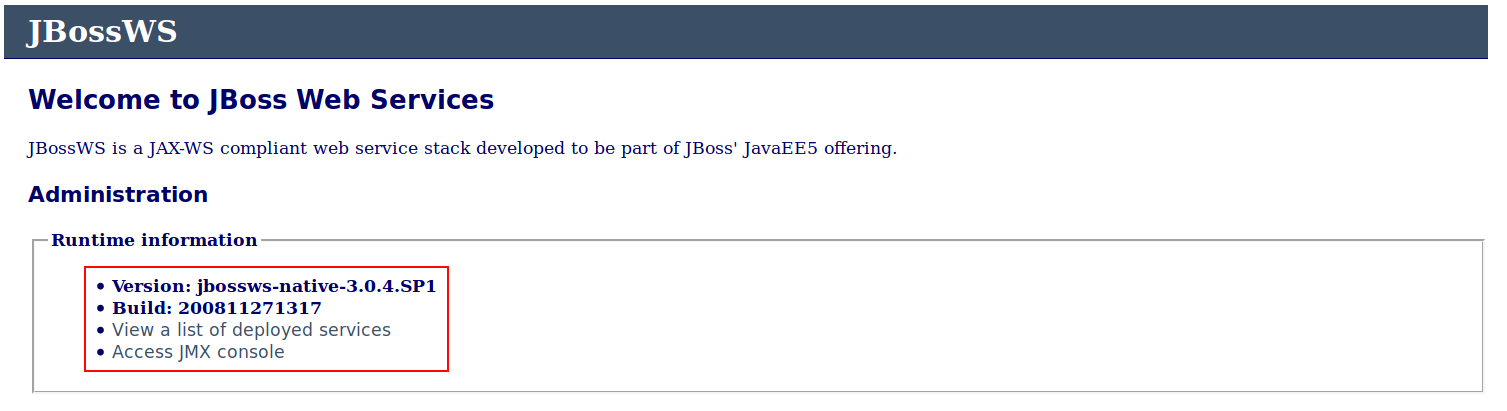 JBossWS
Welcome to JBoss Web Services
JBossWS is a JAX-WS compliant web service stack developed to be part of JBoss' JavaEE5 offering.
Administration
Runtime information
• Version: jbossws-native-3.0.4.SP1
• Build: 200811271317
• View a list of deployed services
• Access JMX console